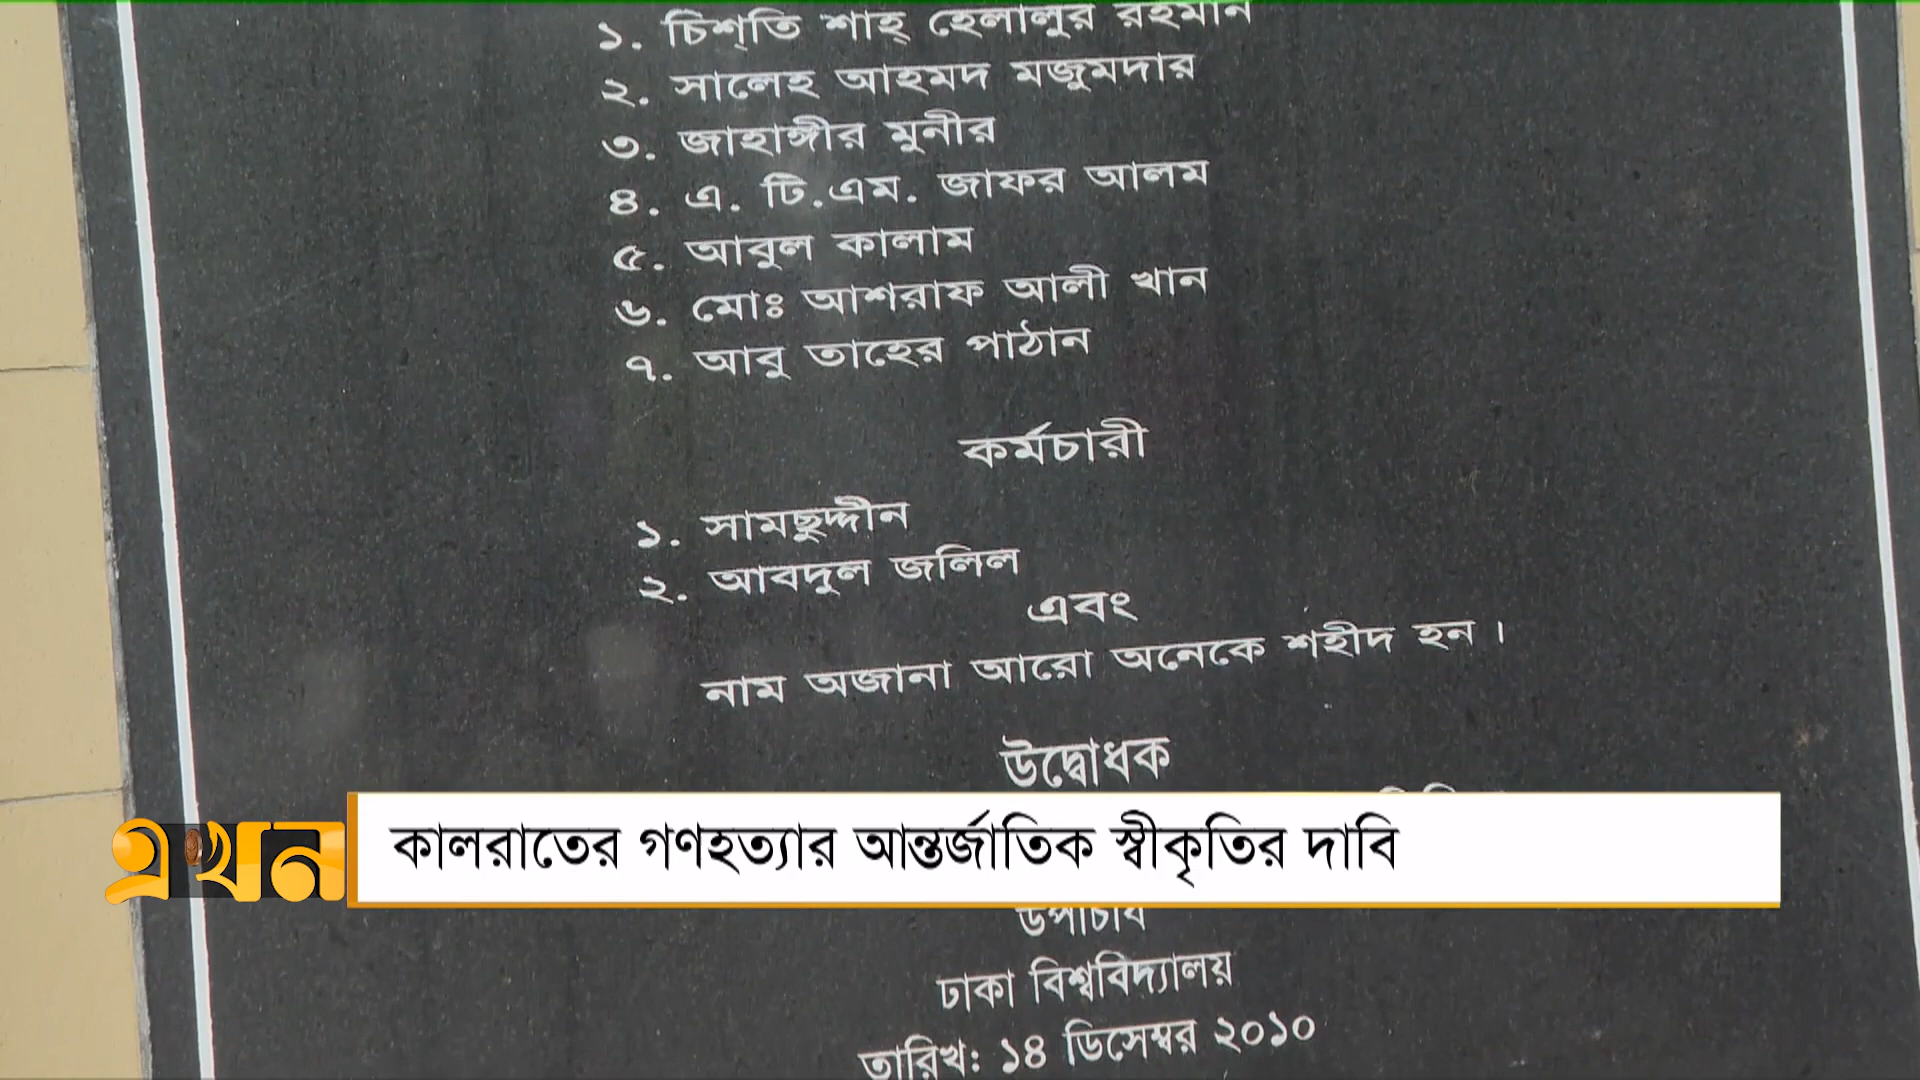 ১. চিশ্‌তি শাহ্ হেলালুর রহমান
২. সালেহ আহমদ মজুমদার
৩. জাহাঙ্গীর মুনীর
৪. এ. টি.এম. জাফর আলম
৫. আবুল কালাম
৬. মোঃ আশরাফ আলী খান
৭. আবু তাহের পাঠান
কর্মচারী
১. সামছুদ্দীন
২. আবদুল জলিল
এবং
নাম অজানা আরো অনেকে শহীদ হন।
উদ্বোধক
এখন
কালরাতের গণহত্যার আন্তর্জাতিক স্বীকৃতির দাবি
উপাচার্য
ঢাকা বিশ্ববিদ্যালয়
তারিখ: ১৪ ডিসেম্বর ২০১০